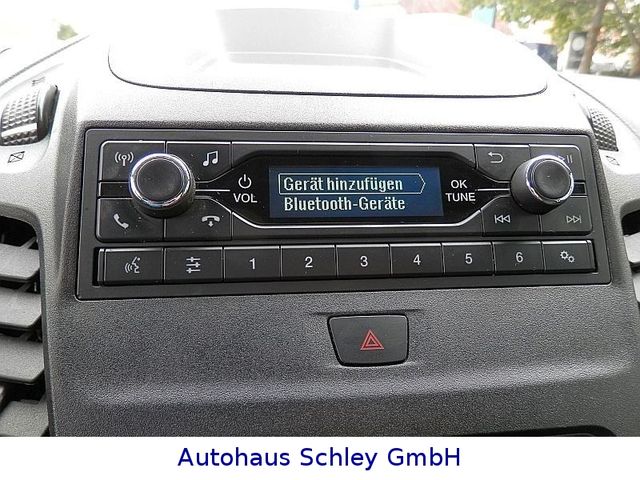 Gerät hinzufügen
Bluetooth-Geräte
VOL
OK
TUNE
1 2 3 4 5 6
Autohaus Schley GmbH